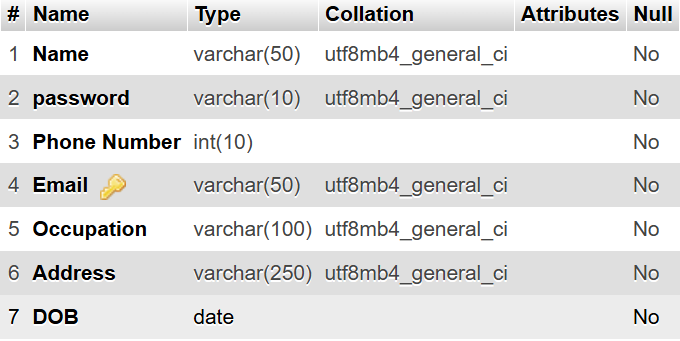 # Name Type Collation Attributes Null
1 Name varchar(50) utf8mb4_general_ci No
2 password varchar(10) utf8mb4_general_ci No
3 Phone Number int(10) No
4 Email varchar(50) utf8mb4_general_ci No
5 Occupation varchar(100) utf8mb4_general_ci No
6 Address varchar(250) utf8mb4_general_ci No
7 DOB date No